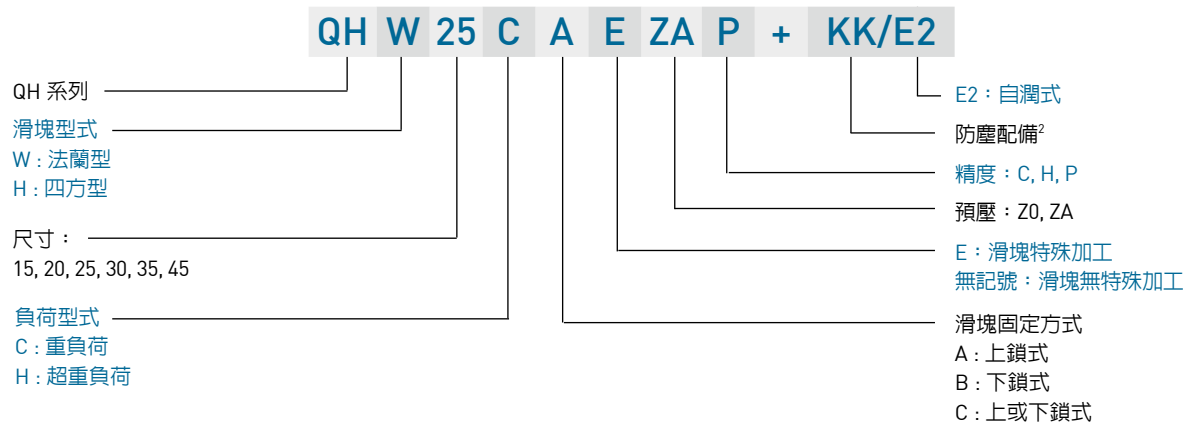 QH W 25 C A E ZA P + KK/E2
QH 系列
滑塊型式
W : 法蘭型
H : 四方型
尺寸：
15, 20, 25, 30, 35, 45
負荷型式
C : 重負荷
H : 超重負荷
E2：自潤式
防塵配備²
精度：C, H, P
預壓：Z0, ZA
E：滑塊特殊加工
無記號：滑塊無特殊加工
滑塊固定方式
A : 上鎖式
B : 下鎖式
C : 上或下鎖式